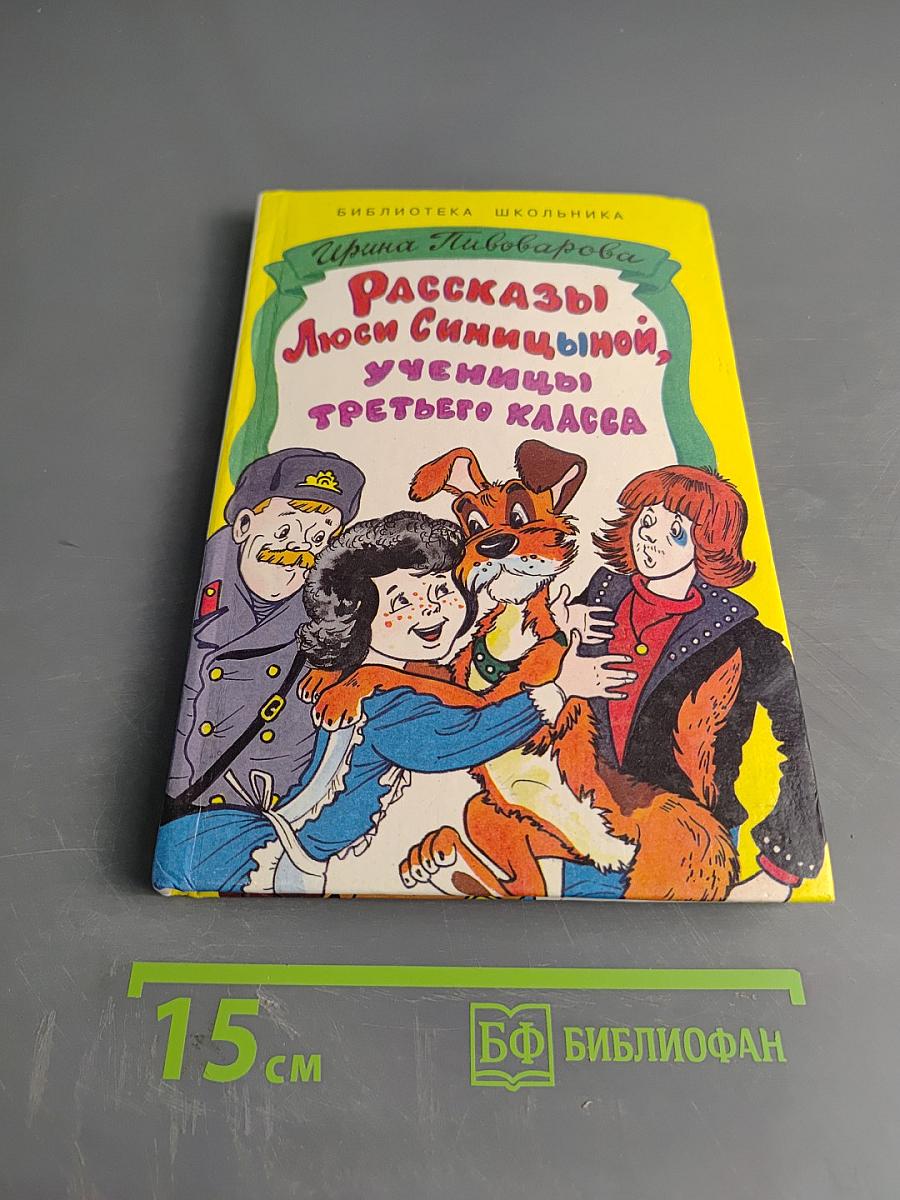 БИБЛИОТЕКА ШКОЛЬНИКА
Ирина Пивоварова
РАССКАЗЫ
Люси Синицыной,
ученицы
третьего класса
15 см
БФ БИБЛИОФАН